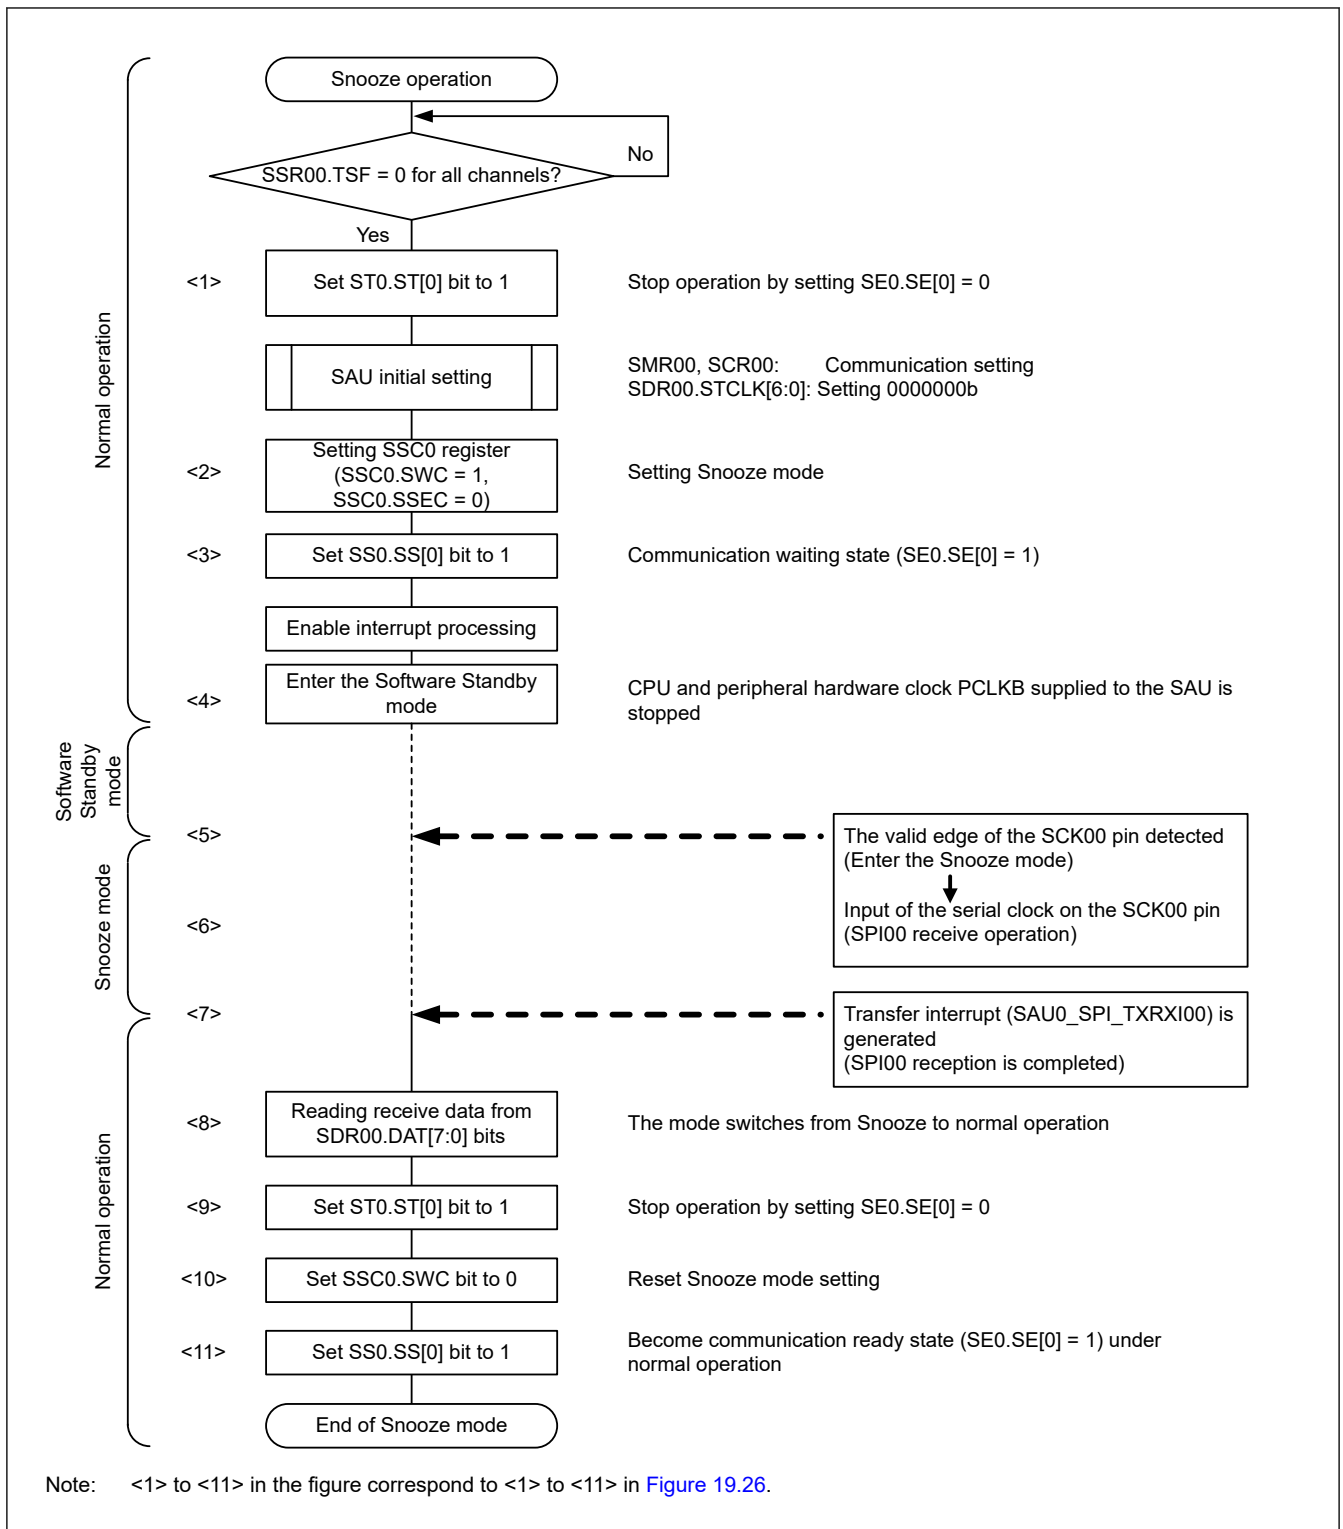 Snooze operation
No
SSR00.TSF = 0 for all channels?
Yes
Normal operation
<1>
Set ST0.ST[0] bit to 1
Stop operation by setting SE0.SE[0] = 0
SAU initial setting
SMR00, SCR00: Communication setting
SDR00.STCLK[6:0]: Setting 0000000b
<2>
Setting SSC0 register
(SSC0.SWC = 1,
SSC0.SSEC = 0)
Setting Snooze mode
<3>
Set SS0.SS[0] bit to 1
Communication waiting state (SE0.SE[0] = 1)
Enable interrupt processing
<4>
Enter the Software Standby
mode
CPU and peripheral hardware clock PCLKB supplied to the SAU is
stopped
Software
Standby
mode
<5>
The valid edge of the SCK00 pin detected
(Enter the Snooze mode)
Input of the serial clock on the SCK00 pin
(SPI00 receive operation)
Snooze mode
<6>
<7>
Transfer interrupt (SAU0_SPI_TXRXI00) is
generated
(SPI00 reception is completed)
Normal operation
<8>
Reading receive data from
SDR00.DAT[7:0] bits
The mode switches from Snooze to normal operation
<9>
Set ST0.ST[0] bit to 1
Stop operation by setting SE0.SE[0] = 0
<10>
Set SSC0.SWC bit to 0
Reset Snooze mode setting
<11>
Set SS0.SS[0] bit to 1
Become communication ready state (SE0.SE[0] = 1) under
normal operation
End of Snooze mode
Note: <1> to <11> in the figure correspond to <1> to <11> in Figure 19.26.